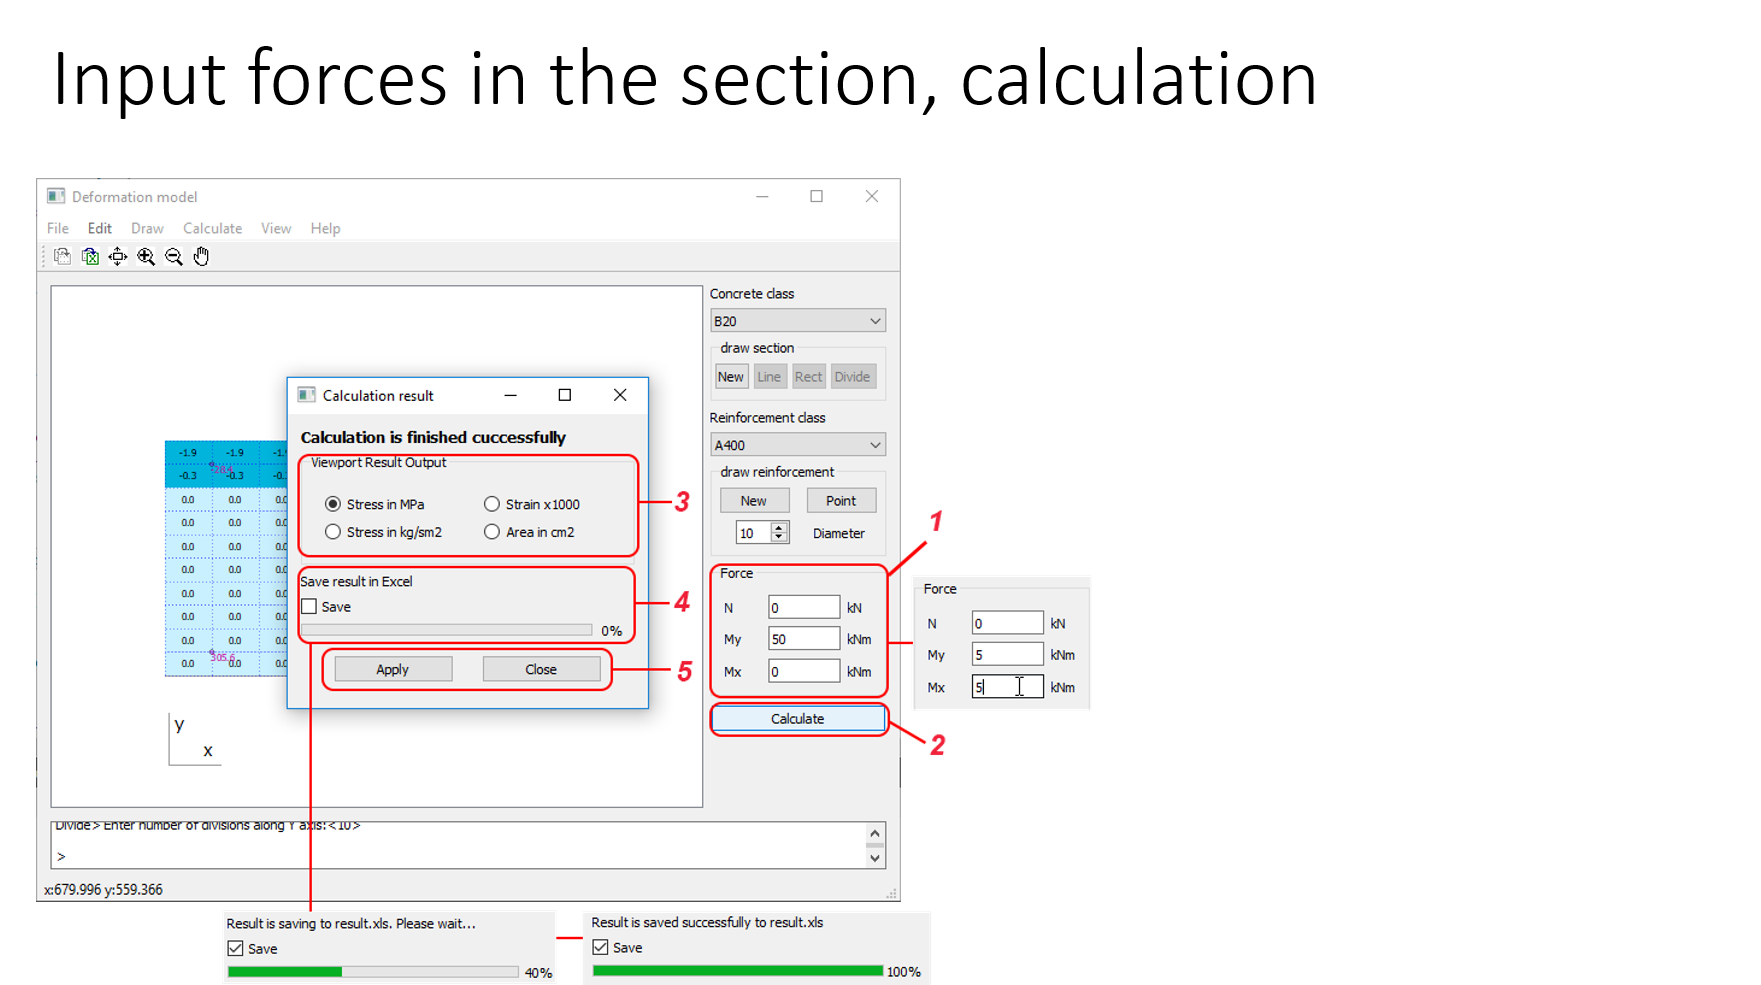 Input forces in the section, calculation
Deformation model
File Edit Draw Calculate View Help
Concrete class
B20
draw section
New Line Rect Divide
Reinforcement class
A400
draw reinforcement
New Point
10 Diameter
Force
N 0 kN
My 50 kNm
Mx 0 kNm
Calculate
1
2
Force
N 0 kN
My 5 kNm
Mx 5 kNm
Calculation result
Calculation is finished cuccessfully
Viewport Result Output
Stress in MPa Strain x1000
Stress in kg/sm2 Area in cm2
3
Save result in Excel
Save
0%
4
Apply Close
5
-1.9 -1.9 -1.9
-0.3 -0.3 -0.
-28.4
0.0 0.0 0.0
0.0 0.0 0.0
0.0 0.0 0.0
0.0 0.0 0.0
0.0 0.0 0.0
0.0 0.0 0.0
0.0 0.0 0.0
0.0 0.0 0.0
305.6
y
x
Divide> Enter number of divisions along Y axis:<10>
>
x:679.996 y:559.366
Result is saving to result.xls. Please wait...
Save
40%
Result is saved successfully to result.xls
Save
100%